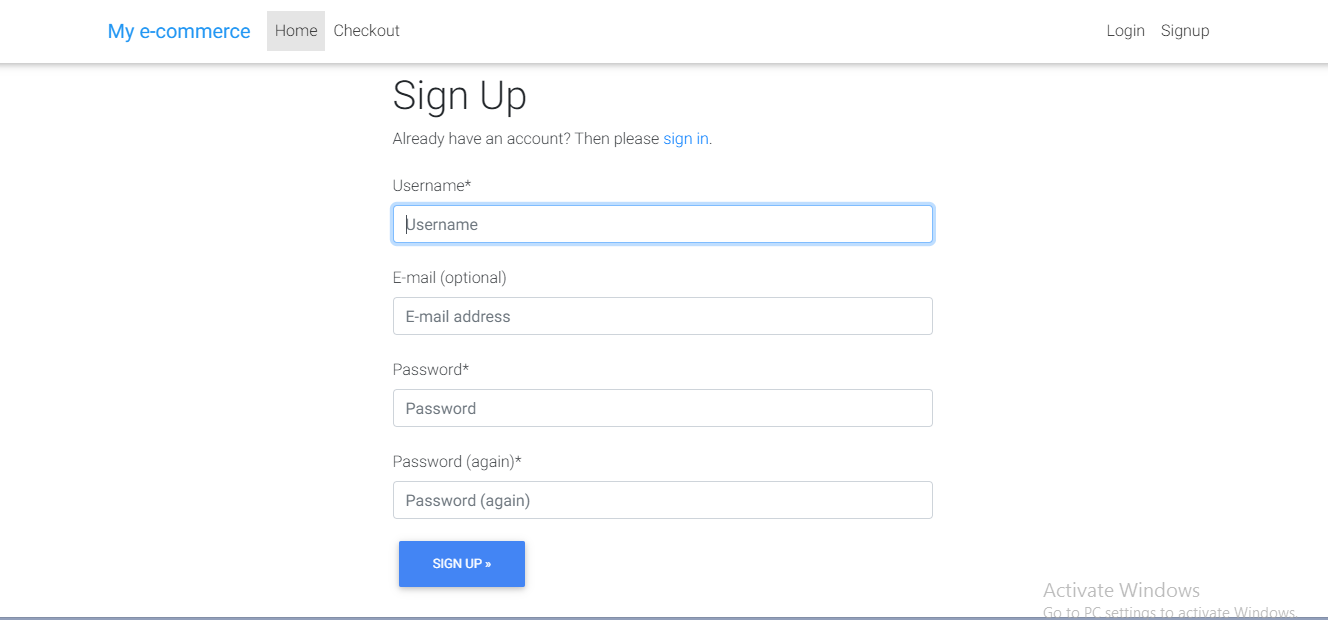 My e-commerce Home Checkout Login Signup
Sign Up
Already have an account? Then please sign in.
Username*
Username
E-mail (optional)
E-mail address
Password*
Password
Password (again)*
Password (again)
SIGN UP »
Activate Windows
Go to PC settings to activate Windows.